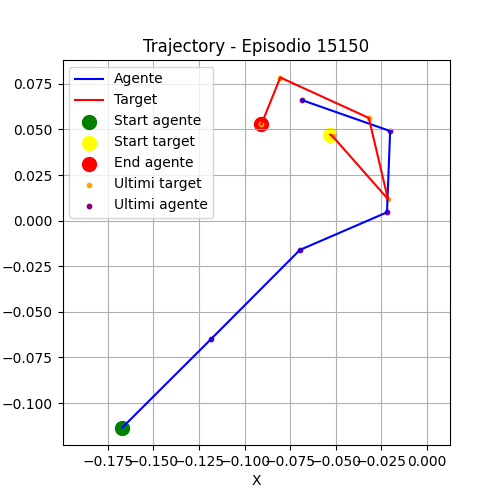 Trajectory - Episodio 15150
Agente
Target
Start agente
Start target
End agente
Ultimi target
Ultimi agente
0.075
0.050
0.025
0.000
−0.025
−0.050
−0.075
−0.100
−0.175 −0.150 −0.125 −0.100 −0.075 −0.050 −0.025 0.000
X